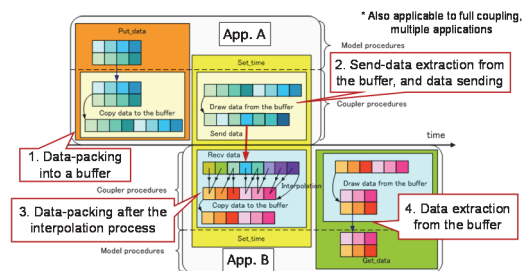 * Also applicable to full coupling,
multiple applications
Put_data
App. A
Set_time
Model procedures
2. Send-data extraction from
the buffer, and data sending
Copy data to the buffer
Draw data from the buffer
Coupler procedures
Send data
1. Data-packing
into a buffer
time
Recv data
Coupler procedures
Interpolation
Draw data from the buffer
3. Data-packing after the
interpolation process
Copy data to the buffer
4. Data extraction
from the buffer
Model procedures
Set_time
App. B
Get_data